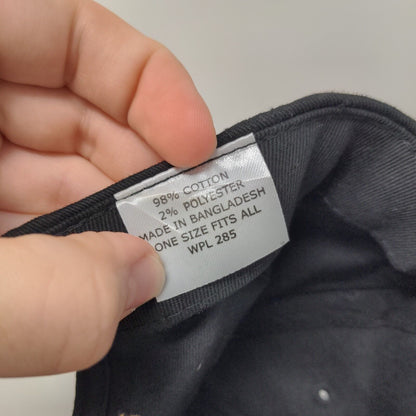 98% COTTON
2% POLYESTER
MADE IN BANGLADESH
ONE SIZE FITS ALL
WPL 285